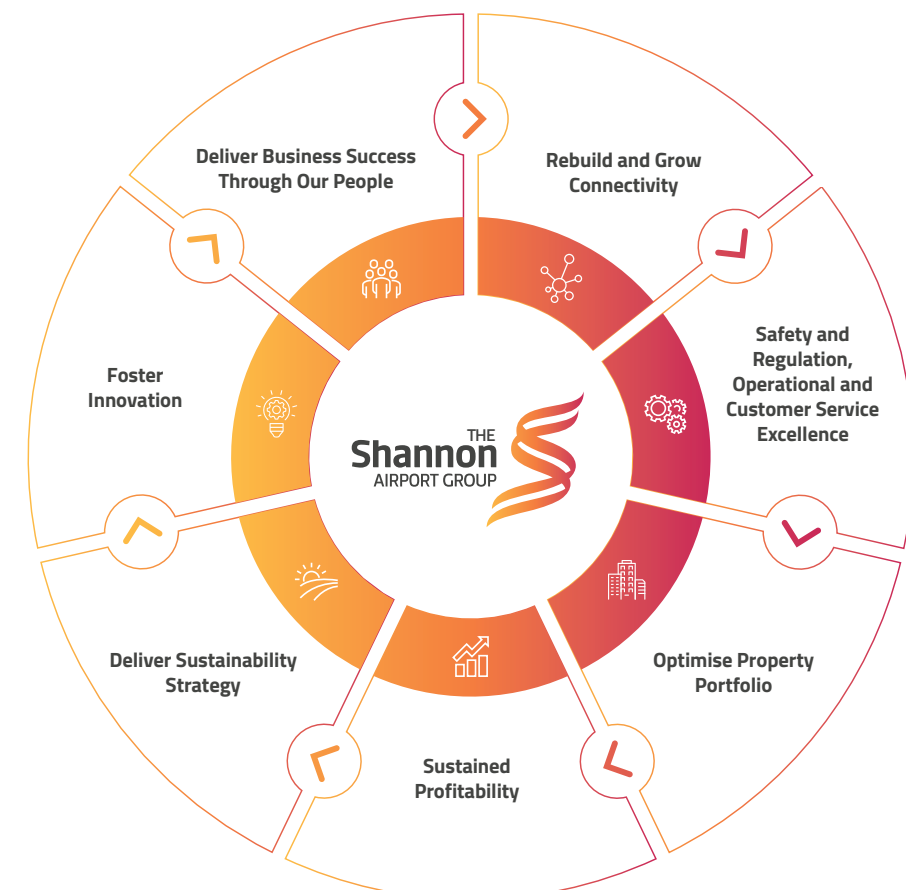 Deliver Business Success
Through Our People
Rebuild and Grow
Connectivity
Safety and
Regulation,
Operational and
Customer Service
Excellence
Foster
Innovation
THE
Shannon
AIRPORT GROUP
Deliver Sustainability
Strategy
Optimise Property
Portfolio
Sustained
Profitability